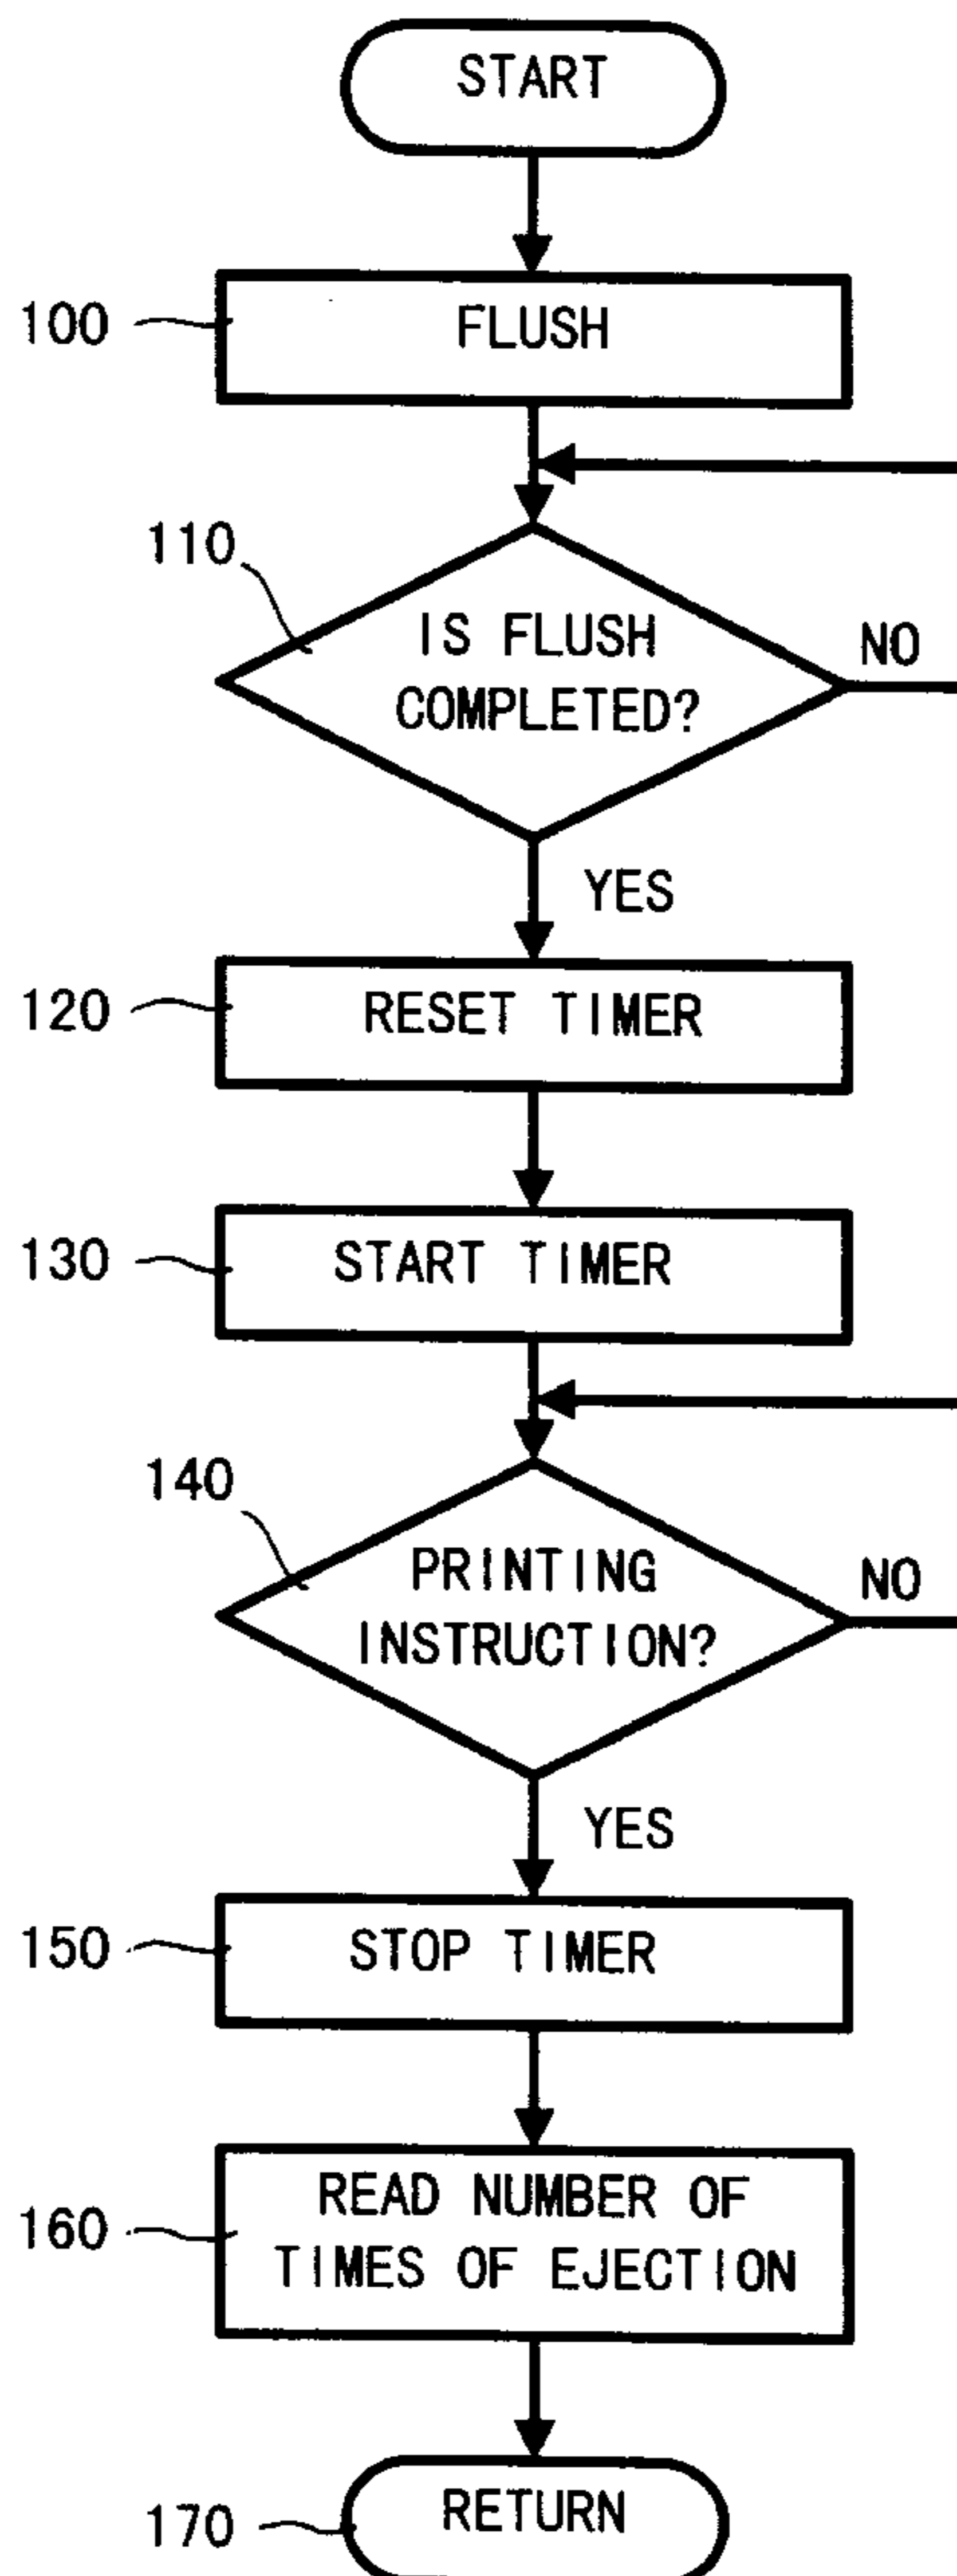 START
100
FLUSH
110
IS FLUSH
COMPLETED?
NO
YES
120
RESET TIMER
130
START TIMER
140
PRINTING
INSTRUCTION?
NO
YES
150
STOP TIMER
160
READ NUMBER OF
TIMES OF EJECTION
170
RETURN